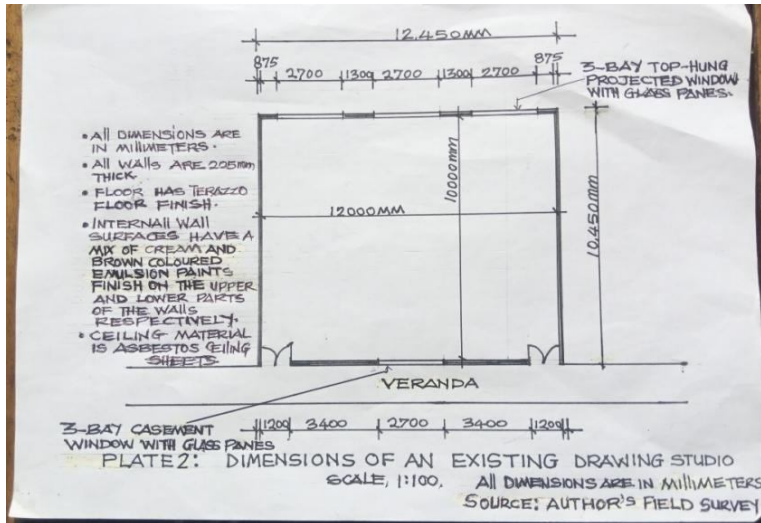 12.450MM
875 2700 1300 2700 1300 2700 875
3-BAY TOP-HUNG
PROJECTED WINDOW
WITH GLASS PANES.
• All DIMENSIONS ARE
IN MILLIMETERS.
• All WALLS ARE 205mm
THICK.
• FLOOR HAS TERAZZO
FLOOR FINISH.
• INTERNAll WALL
SURFACES HAVE A
MIX OF CREAM AND
BROWN COLOURED
EMULSION PAINTS
FINISH ON THE UPPER
AND LOWER PARTS
OF THE WALLS
RESPECTIVELY.
• CEILING MATERIAL
IS ASBESTOS CEILING
SHEETS
10000mm
12000MM
10.450MM
VERANDA
1200 3400 2700 3400 1200
3-BAY CASEMENT
WINDOW WITH GLASS PANES
PLATE 2: DIMENSIONS OF AN EXISTING DRAWING STUDIO
SCALE, 1:100. All DIMENSIONS ARE IN MILLIMETERS
SOURCE: AUTHOR'S FIELD SURVEY